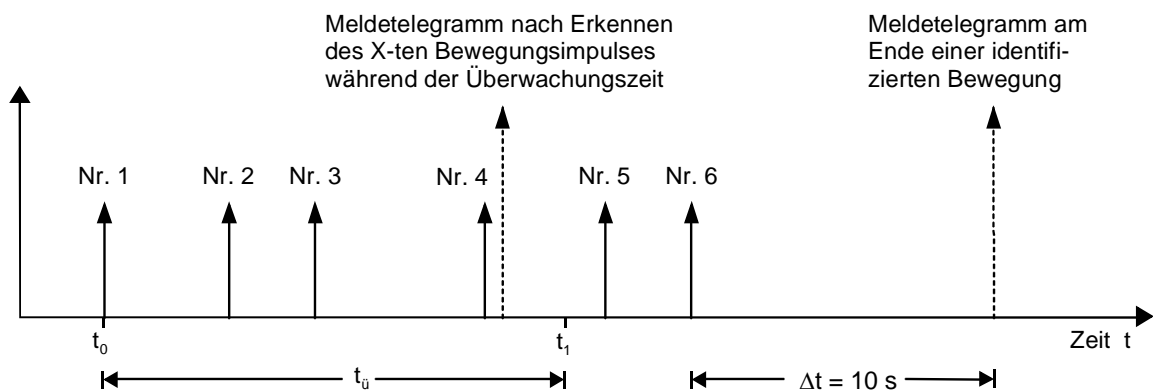 Meldetelegramm nach Erkennen
des X-ten Bewegungsimpulses
während der Überwachungszeit
Meldetelegramm am
Ende einer identifi-
zierten Bewegung
Nr. 1
Nr. 2
Nr. 3
Nr. 4
Nr. 5
Nr. 6
t₀
t₁
Zeit t
tü
Δt = 10 s